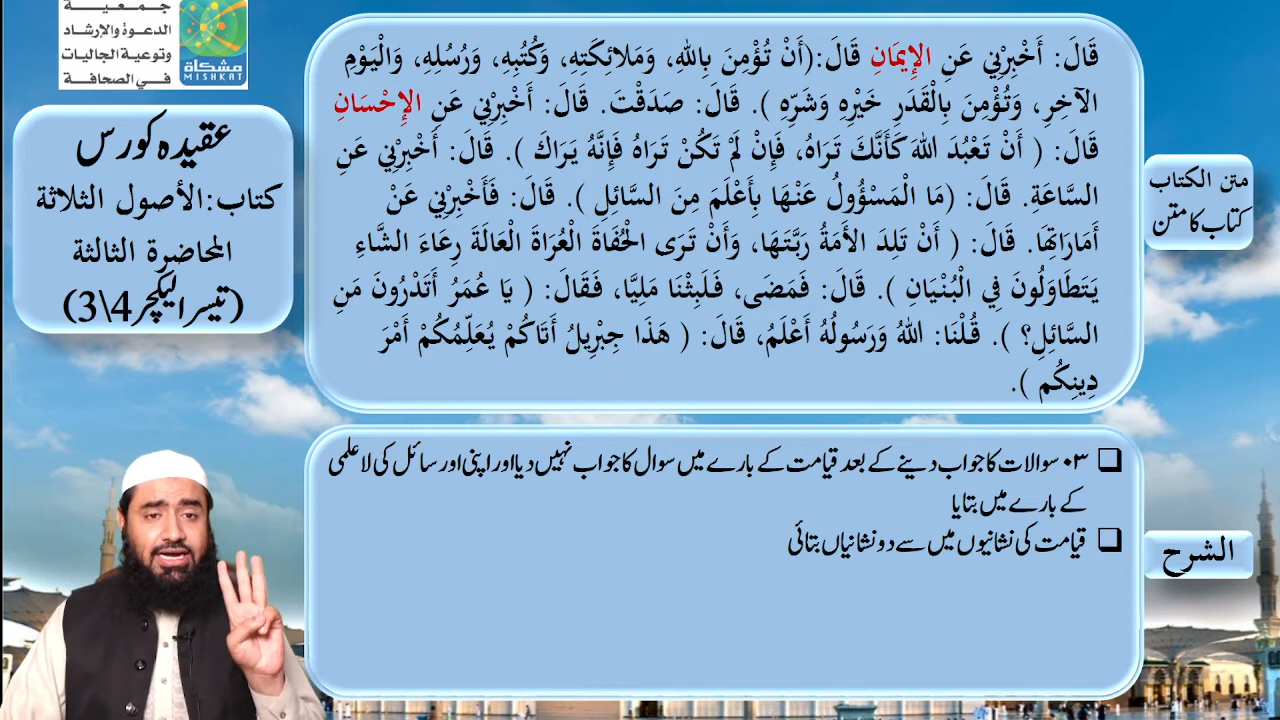 جمعية
الدعوة والإرشاد
وتوعية الجاليات
في الصحافة
مشكاة
MISHKAT
عقیدہ کورس
كتاب:الأصول الثلاثة
المحاضرة الثالثة
(تیسرا لیکچر4\3)
قَالَ: أَخْبِرْنِي عَنِ الإِيمَانِ قَالَ:(أَنْ تُؤْمِنَ بِاللهِ، وَمَلائِكَتِهِ، وَكُتُبِهِ، وَرُسُلِهِ، وَالْيَوْمِ
الآخِرِ، وَتُؤْمِنَ بِالْقَدَرِ خَيْرِهِ وَشَرِّهِ ). قَالَ: صَدَقْتَ. قَالَ: أَخْبِرْنِي عَنِ الإِحْسَانِ
قَالَ: ( أَنْ تَعْبُدَ اللهَ كَأَنَّكَ تَرَاهُ، فَإِنْ لَمْ تَكُنْ تَرَاهُ فَإِنَّهُ يَرَاكَ ). قَالَ: أَخْبِرْنِي عَنِ
السَّاعَةِ. قَالَ: (مَا الْمَسْؤُولُ عَنْهَا بِأَعْلَمَ مِنَ السَّائِلِ ). قَالَ: فَأَخْبِرْنِي عَنْ
أَمَارَاتِهَا. قَالَ: ( أَنْ تَلِدَ الأَمَةُ رَبَّتَهَا، وَأَنْ تَرَى الْحُفَاةَ الْعُرَاةَ الْعَالَةَ رِعَاءَ الشَّاءِ
يَتَطَاوَلُونَ فِي الْبُنْيَانِ ). قَالَ: فَمَضَى، فَلَبِثْنَا مَلِيًّا، فَقَالَ: ( يَا عُمَرُ أَتَدْرُونَ مَنِ
السَّائِلِ؟ ). قُلْنَا: اللهُ وَرَسُولُهُ أَعْلَمُ، قَالَ: ( هَذَا جِبْرِيلُ أَتَاكُمْ يُعَلِّمُكُمْ أَمْرَ
دِينِكُم ).
متن الكتاب
کتاب کا متن
۰۳ سوالات کا جواب دینے کے بعد قیامت کے بارے میں سوال کا جواب نہیں دیا اور اپنی اور سائل کی لا علمی
کے بارے میں بتایا
قیامت کی نشانیوں میں سے دو نشانیاں بتائی
الشرح